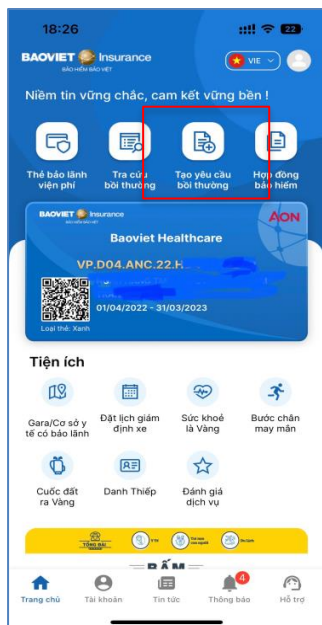 18:26
22
BAOVIET Insurance
BẢO HIỂM BẢO VIỆT
VIE
Niềm tin vững chắc, cam kết vững bền !
Thẻ bảo lãnh viện phí
Tra cứu bồi thường
Tạo yêu cầu bồi thường
Hợp đồng bảo hiểm
BAOVIET Insurance
AON
Baoviet Healthcare
VP.D04.ANC.22.H
01/04/2022 - 31/03/2023
Loại thẻ: Xanh
Tiện ích
Gara/Cơ sở y tế có bảo lãnh
Đặt lịch giám định xe
Sức khoẻ là Vàng
Bước chân may mắn
Cuốc đất ra Vàng
Danh Thiếp
Đánh giá dịch vụ
TỔNG ĐÀI
BẤM
4
Trang chủ
Tài khoản
Tin tức
Thông báo
Hỗ trợ